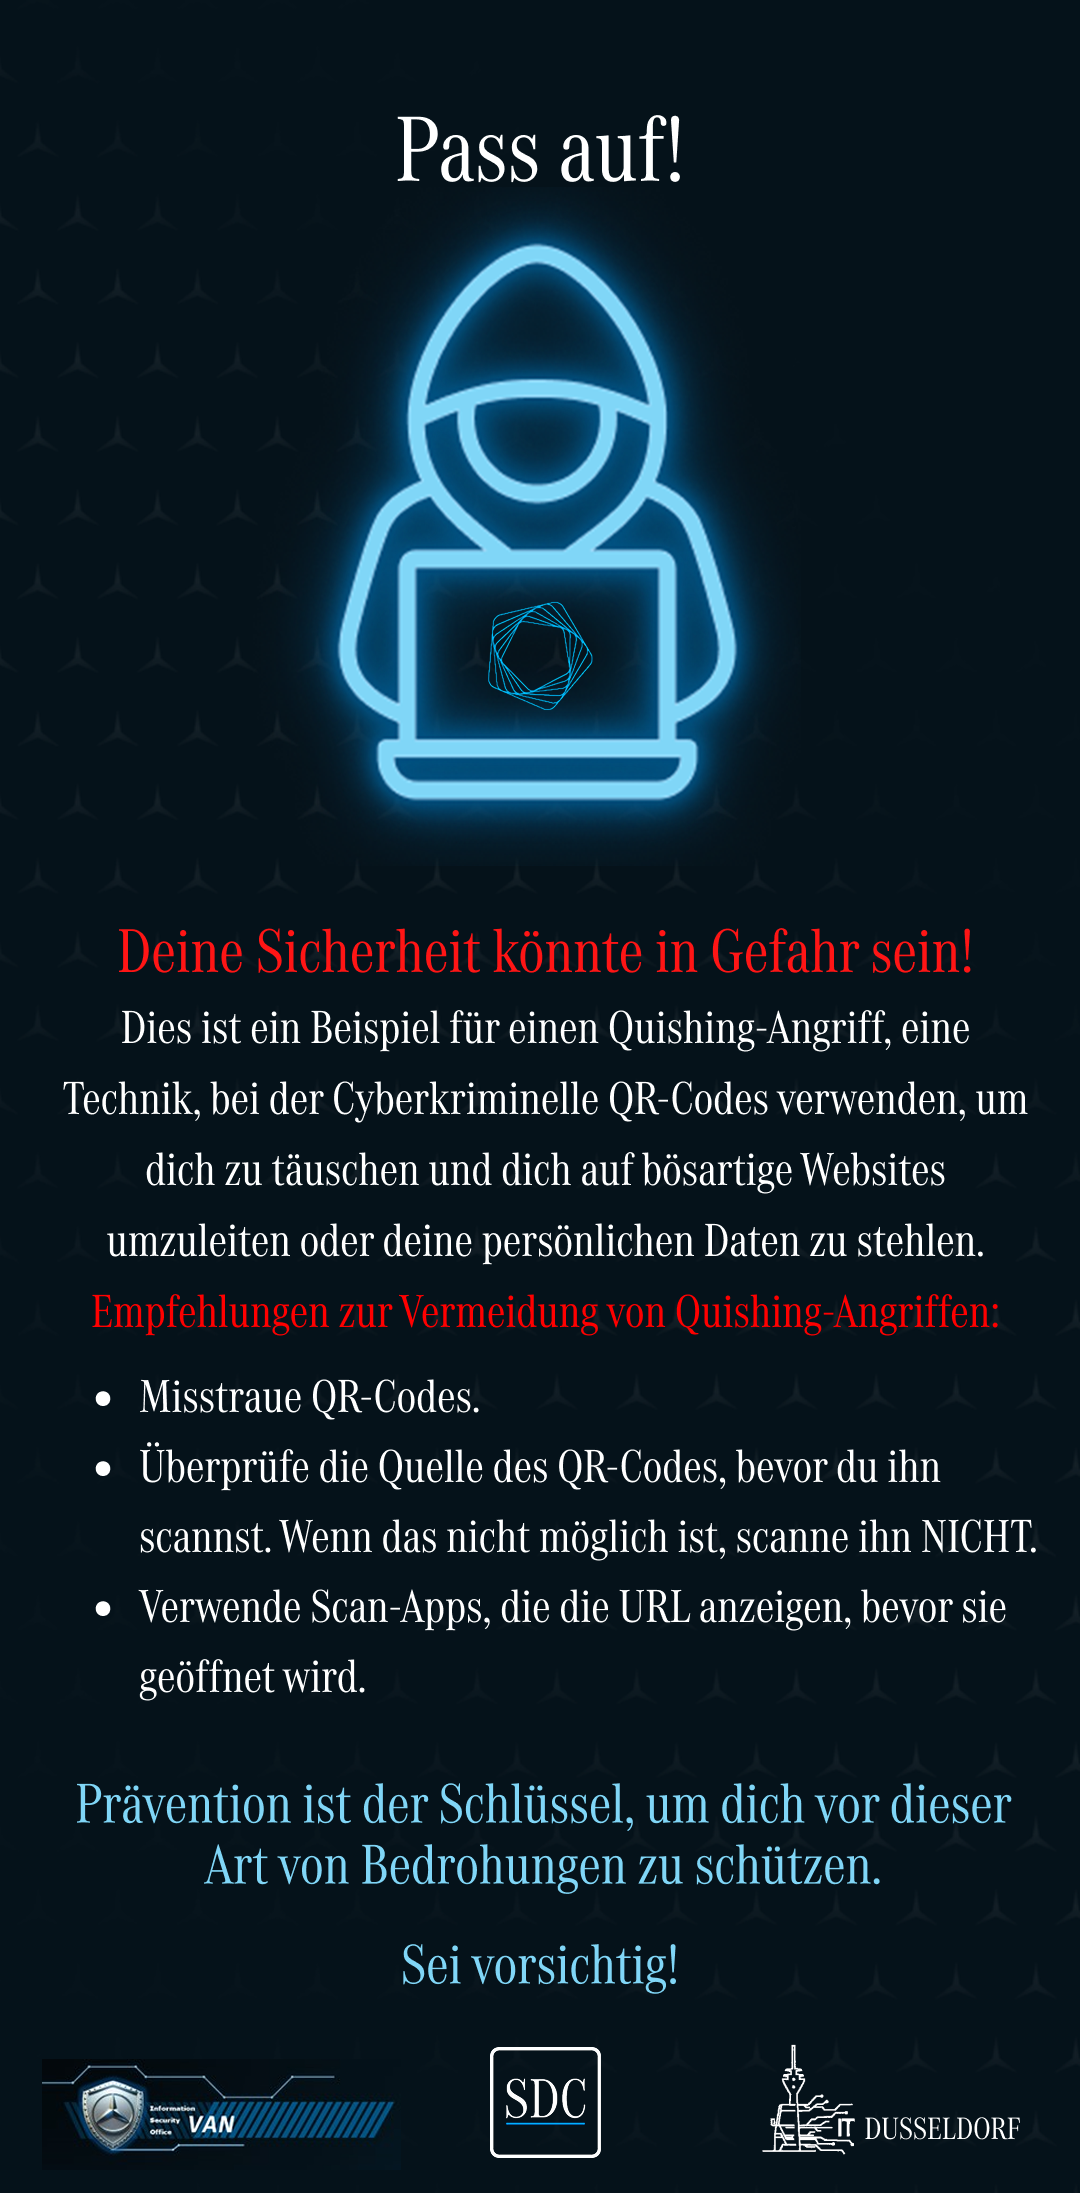 Pass auf!
Deine Sicherheit könnte in Gefahr sein!
Dies ist ein Beispiel für einen Quishing-Angriff, eine
Technik, bei der Cyberkriminelle QR-Codes verwenden, um
dich zu täuschen und dich auf bösartige Websites
umzuleiten oder deine persönlichen Daten zu stehlen.
Empfehlungen zur Vermeidung von Quishing-Angriffen:
• Misstraue QR-Codes.
• Überprüfe die Quelle des QR-Codes, bevor du ihn
scannst. Wenn das nicht möglich ist, scanne ihn NICHT.
• Verwende Scan-Apps, die die URL anzeigen, bevor sie
geöffnet wird.
Prävention ist der Schlüssel, um dich vor dieser
Art von Bedrohungen zu schützen.
Sei vorsichtig!
Information
Security
Office
VAN
SDC
IT DUSSELDORF